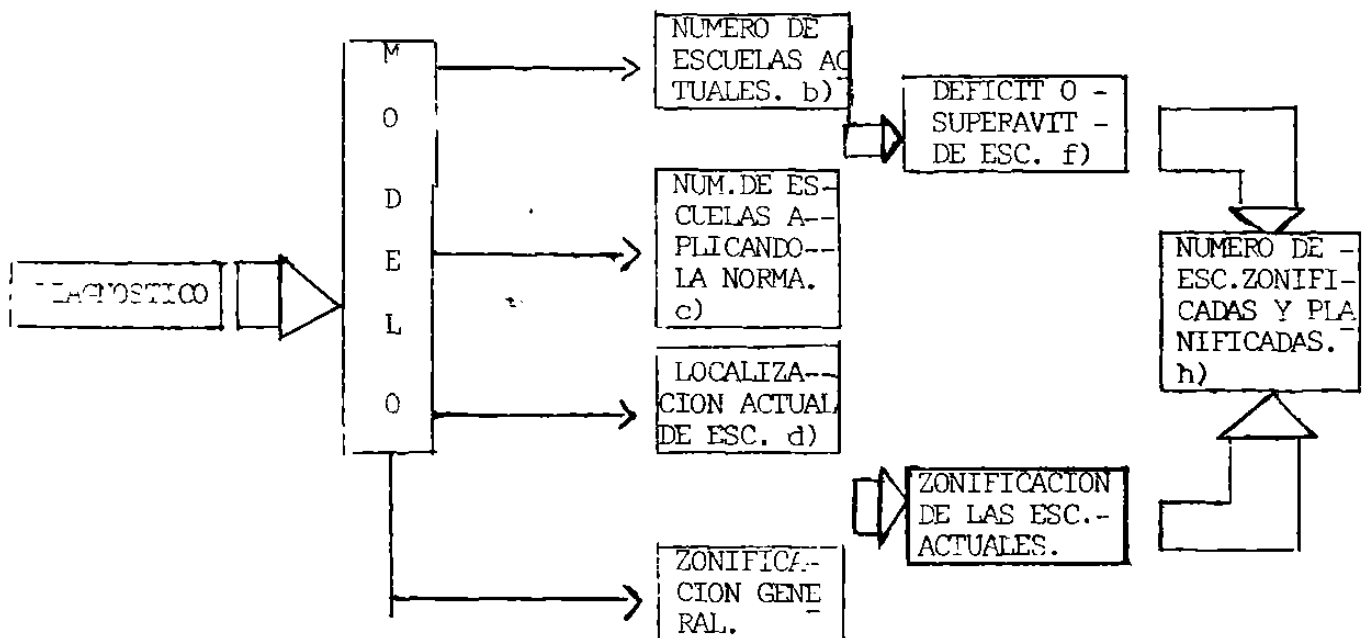 DIAGNOSTICO
M
O
D
E
L
O
NUMERO DE
ESCUELAS AC
TUALES. b)
NUM.DE ES-
CUELAS A--
PLICANDO--
LA NORMA.
c)
LOCALIZA--
CION ACTUAL
DE ESC. d)
ZONIFICA-
CION GENE
RAL.
DEFICIT O -
SUPERAVIT -
DE ESC. f)
ZONIFICACION
DE LAS ESC.-
ACTUALES.
NUMERO DE -
ESC.ZONIFI-
CADAS Y PLA
NIFICADAS.
h)